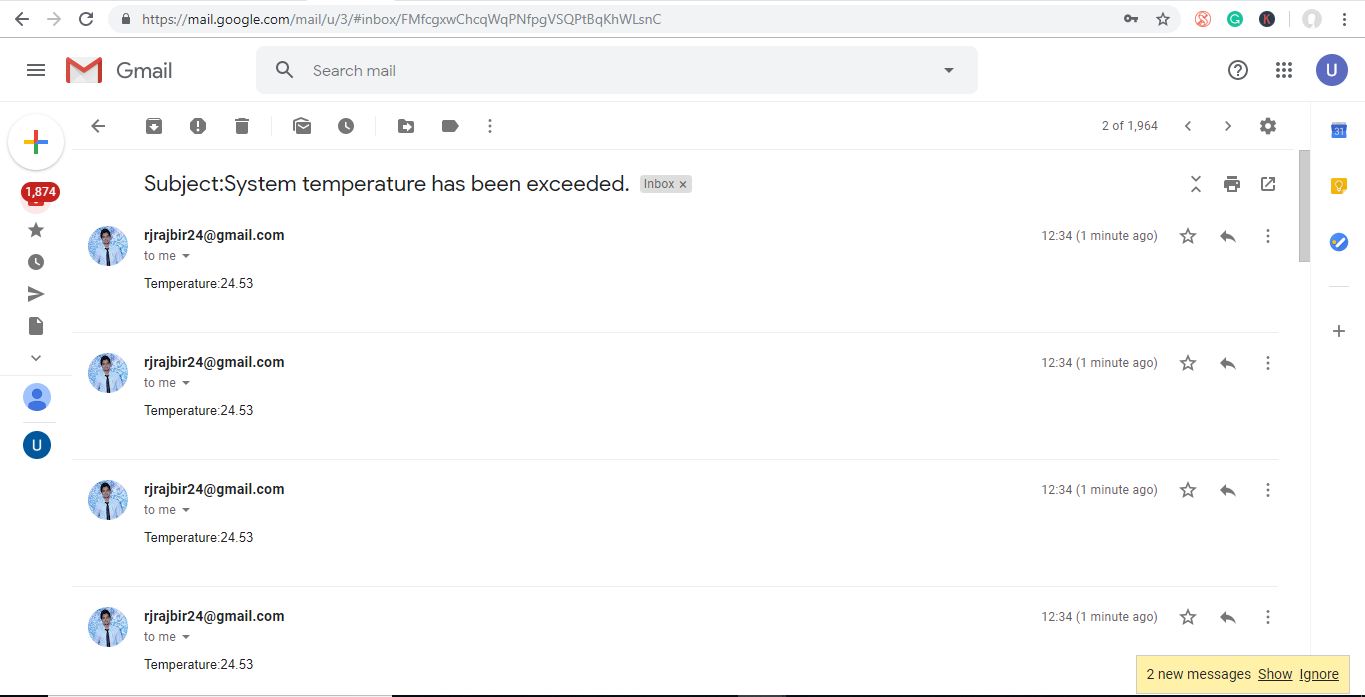 https://mail.google.com/mail/u/3/#inbox/FMfcgxwChcqWqPNfpgVSQPtBqKhWLsnC
G
K
Gmail
Search mail
U
2 of 1,964
31
1,874
Subject:System temperature has been exceeded.
Inbox ×
rjrajbir24@gmail.com
12:34 (1 minute ago)
to me
Temperature:24.53
rjrajbir24@gmail.com
12:34 (1 minute ago)
to me
Temperature:24.53
U
rjrajbir24@gmail.com
12:34 (1 minute ago)
to me
Temperature:24.53
rjrajbir24@gmail.com
12:34 (1 minute ago)
to me
Temperature:24.53
2 new messages Show Ignore